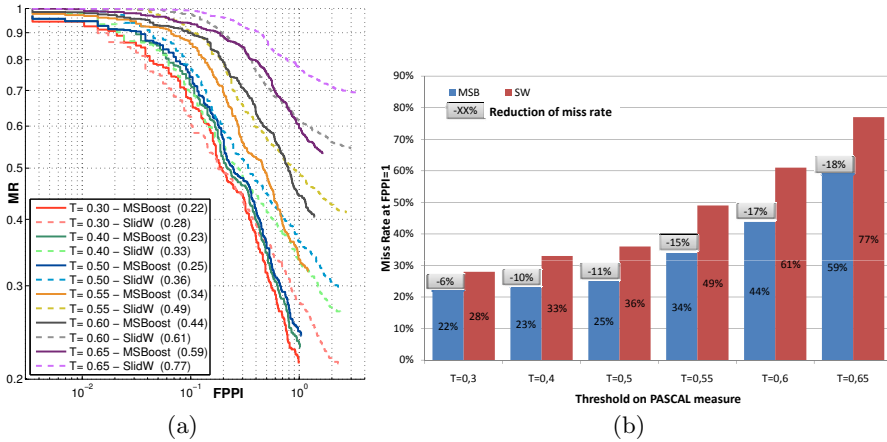 1
0.9
0.8
0.7
0.6
0.5
0.4
0.3
0.2
MR
T= 0.30 − MSBoost (0.22)
T= 0.30 − SlidW (0.28)
T= 0.40 − MSBoost (0.23)
T= 0.40 − SlidW (0.33)
T= 0.50 − MSBoost (0.25)
T= 0.50 − SlidW (0.36)
T= 0.55 − MSBoost (0.34)
T= 0.55 − SlidW (0.49)
T= 0.60 − MSBoost (0.44)
T= 0.60 − SlidW (0.61)
T= 0.65 − MSBoost (0.59)
T= 0.65 − SlidW (0.77)
10⁻² 10⁻¹ 10⁰
FPPI
(a)
90%
80%
70%
60%
50%
40%
30%
20%
10%
0%
Miss Rate at FPPI=1
MSB SW
-XX% Reduction of miss rate
-6% -10% -11% -15% -17% -18%
22% 28% 23% 33% 25% 36% 34% 49% 44% 61% 59% 77%
T=0,3 T=0,4 T=0,5 T=0,55 T=0,6 T=0,65
Threshold on PASCAL measure
(b)